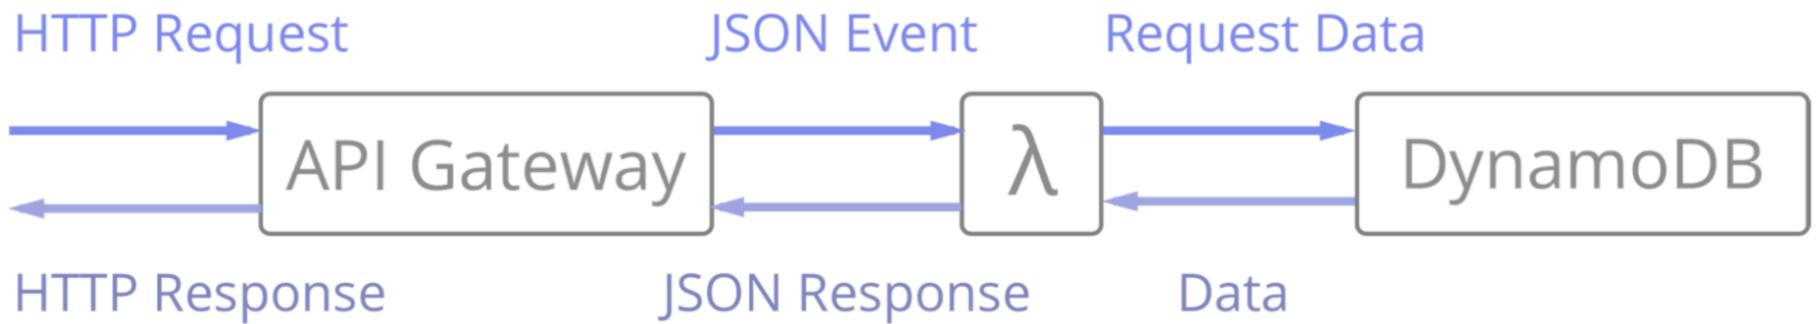 HTTP Request
JSON Event
Request Data
API Gateway
λ
DynamoDB
HTTP Response
JSON Response
Data